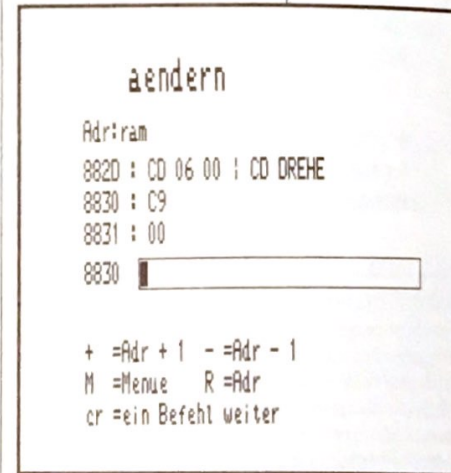 aendern
Adr:ram
882D : CD 06 00 | CD DREHE
8830 : C9
8831 : 00
8830
+ =Adr + 1 - =Adr - 1
M =Menue R =Adr
cr =ein Befehl weiter